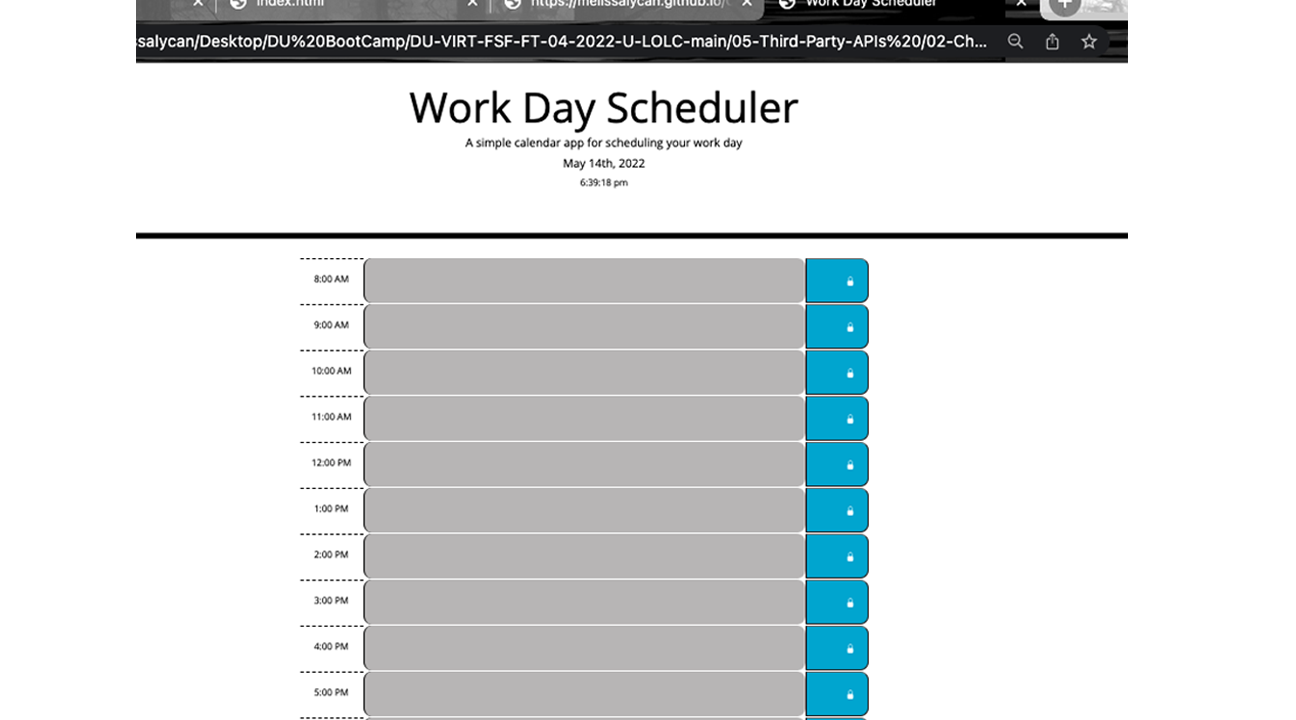 index.html
https://melissalycan.github.io/
Work Day Scheduler
ssalycan/Desktop/DU%20BootCamp/DU-VIRT-FSF-FT-04-2022-U-LOLC-main/05-Third-Party-APIs%20/02-Ch...
Work Day Scheduler
A simple calendar app for scheduling your work day
May 14th, 2022
6:39:18 pm
8:00 AM
9:00 AM
10:00 AM
11:00 AM
12:00 PM
1:00 PM
2:00 PM
3:00 PM
4:00 PM
5:00 PM